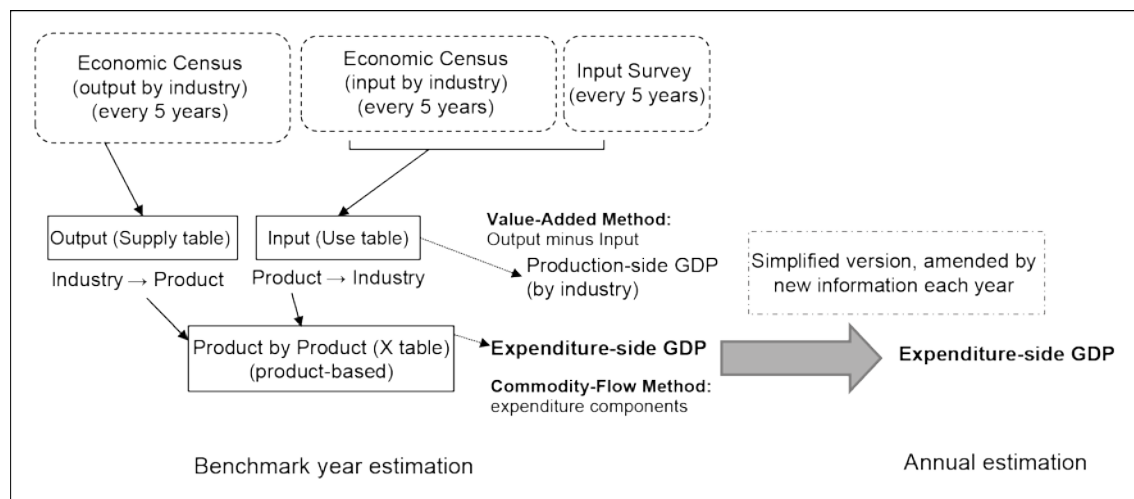 Economic Census
(output by industry)
(every 5 years)
Economic Census
(input by industry)
(every 5 years)
Input Survey
(every 5 years)
Output (Supply table)
Input (Use table)
Value-Added Method:
Output minus Input
Production-side GDP
(by industry)
Industry → Product
Product → Industry
Simplified version, amended by
new information each year
Product by Product (X table)
(product-based)
Expenditure-side GDP
Commodity-Flow Method:
expenditure components
Expenditure-side GDP
Benchmark year estimation
Annual estimation